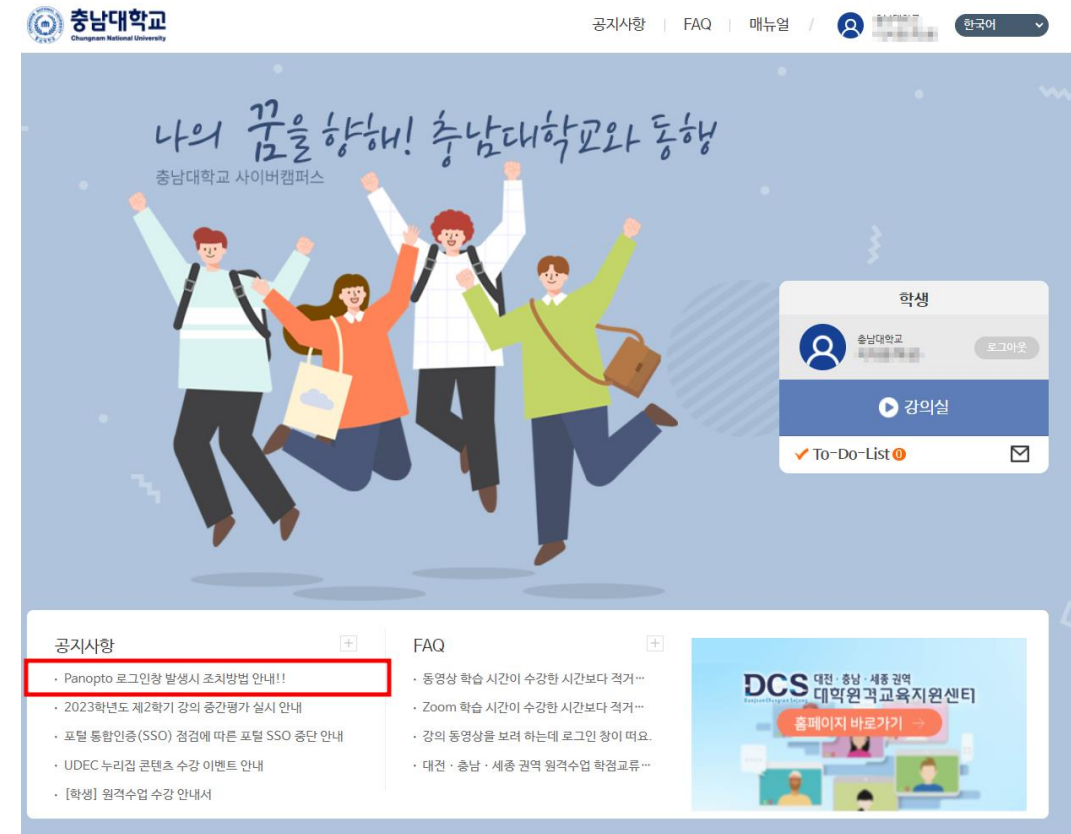 충남대학교
Chungnam National University
공지사항 | FAQ | 매뉴얼 /
한국어
나의 꿈을 향해! 충남대학교와 동행
충남대학교 사이버캠퍼스
학생
충남대학교
로그아웃
강의실
To-Do-List 0
공지사항
· Panopto 로그인창 발생시 조치방법 안내!!
· 2023학년도 제2학기 강의 중간평가 실시 안내
· 포털 통합인증(SSO) 점검에 따른 포털 SSO 중단 안내
· UDEC 누리집 콘텐츠 수강 이벤트 안내
· [학생] 원격수업 수강 안내서
FAQ
· 동영상 학습 시간이 수강한 시간보다 적거…
· Zoom 학습 시간이 수강한 시간보다 적거…
· 강의 동영상을 보려 하는데 로그인 창이 떠요.
· 대전 · 충남 · 세종 권역 원격수업 학점교류…
DCS 대전·충남·세종 권역
대학원격교육지원센터
홈페이지 바로가기 →